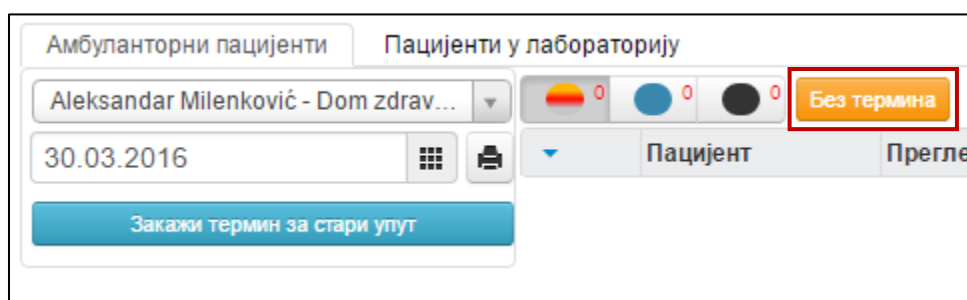 Амбуланторни пацијенти Пацијенти у лабораторију
Aleksandar Milenković - Dom zdrav... 0 0 0 Без термина
30.03.2016 Пацијент Прегле
Закажи термин за стари упут